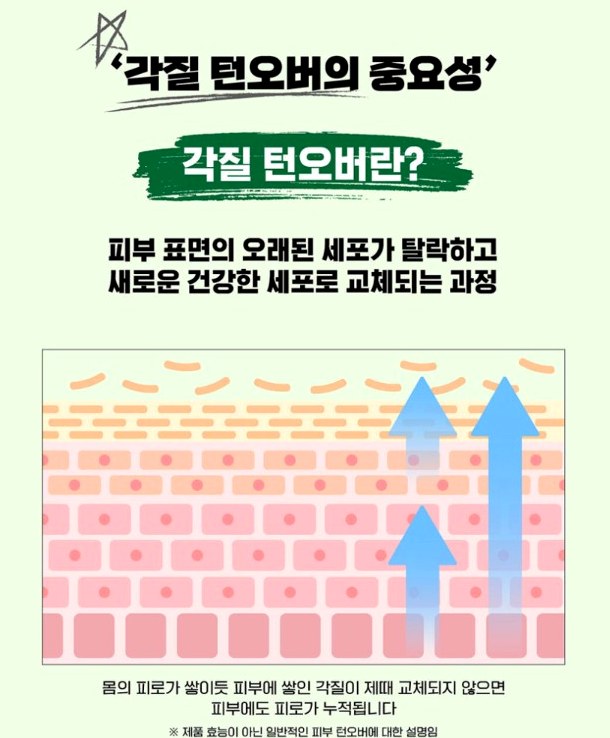 ‘각질 턴오버의 중요성’
각질 턴오버란?
피부 표면의 오래된 세포가 탈락하고
새로운 건강한 세포로 교체되는 과정
몸의 피로가 쌓이듯 피부에 쌓인 각질이 제때 교체되지 않으면
피부에도 피로가 누적됩니다
※ 제품 효능이 아닌 일반적인 피부 턴오버에 대한 설명임